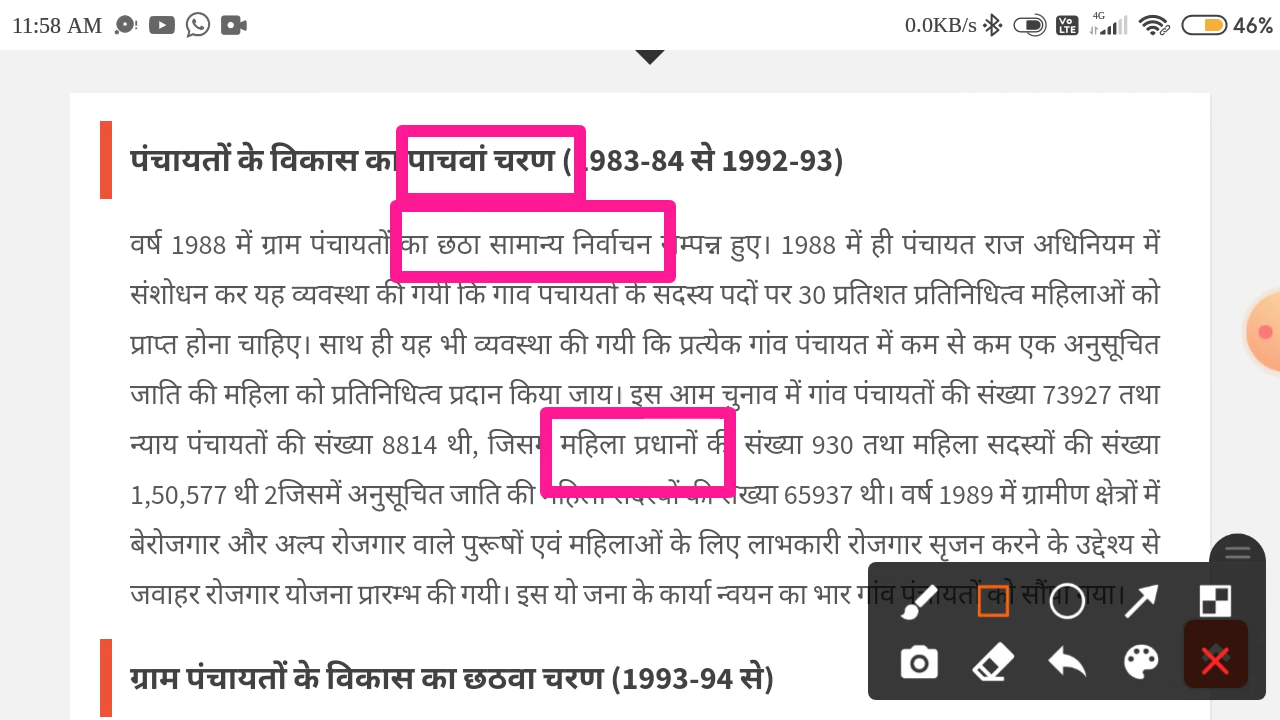 11:58 AM
0.0KB/s
Vo LTE
4G
46%
पंचायतों के विकास का पाचवां चरण (1983-84 से 1992-93)
वर्ष 1988 में ग्राम पंचायतों का छठा सामान्य निर्वाचन सम्पन्न हुए। 1988 में ही पंचायत राज अधिनियम में
संशोधन कर यह व्यवस्था की गयी कि गांव पंचायतों के सदस्य पदों पर 30 प्रतिशत प्रतिनिधित्व महिलाओं को
प्राप्त होना चाहिए। साथ ही यह भी व्यवस्था की गयी कि प्रत्येक गांव पंचायत में कम से कम एक अनुसूचित
जाति की महिला को प्रतिनिधित्व प्रदान किया जाय। इस आम चुनाव में गांव पंचायतों की संख्या 73927 तथा
न्याय पंचायतों की संख्या 8814 थी, जिसमें महिला प्रधानों की संख्या 930 तथा महिला सदस्यों की संख्या
1,50,577 थी 2जिसमें अनुसूचित जाति की महिला सदस्यों की संख्या 65937 थी। वर्ष 1989 में ग्रामीण क्षेत्रों में
बेरोजगार और अल्प रोजगार वाले पुरूषों एवं महिलाओं के लिए लाभकारी रोजगार सृजन करने के उद्देश्य से
जवाहर रोजगार योजना प्रारम्भ की गयी। इस यो जना के कार्या न्वयन का भार गांव पंचायतों को सौंपा गया।
ग्राम पंचायतों के विकास का छठवा चरण (1993-94 से)